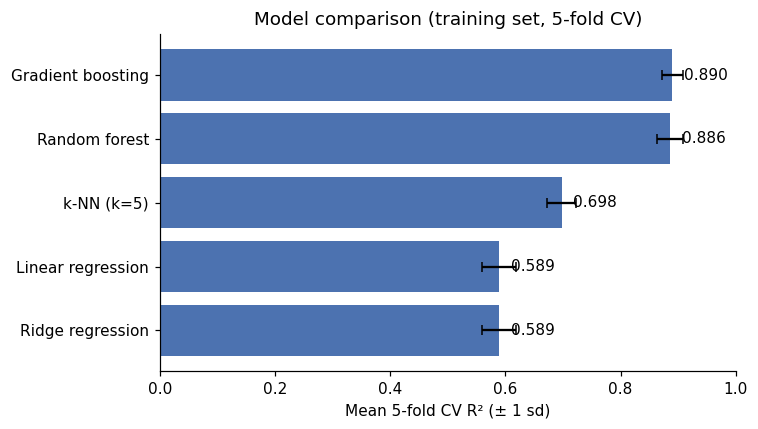 Model comparison (training set, 5-fold CV)
Gradient boosting 0.890
Random forest 0.886
k-NN (k=5) 0.698
Linear regression 0.589
Ridge regression 0.589
0.0 0.2 0.4 0.6 0.8 1.0
Mean 5-fold CV R² (± 1 sd)